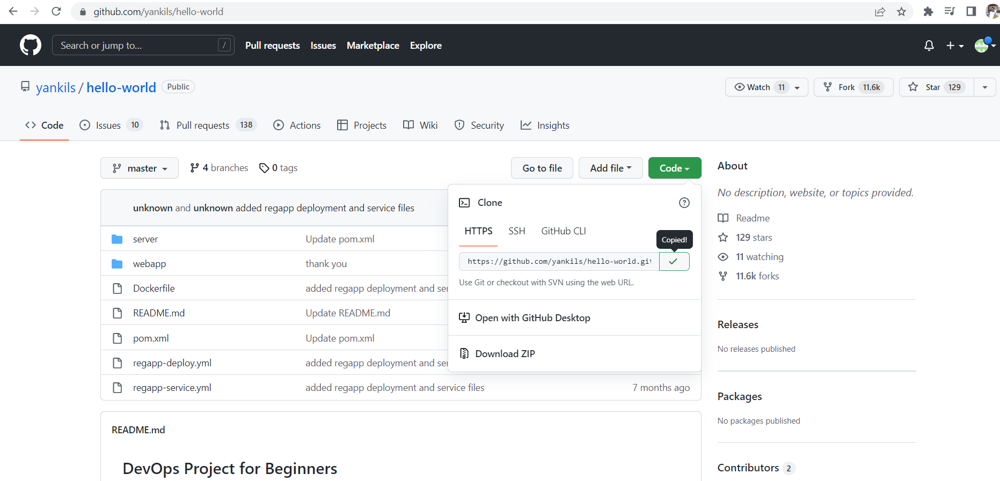 github.com/yankils/hello-world
Search or jump to... /
Pull requests Issues Marketplace Explore
yankils / hello-world Public
Watch 11 Fork 11.6k Star 129
Code Issues 10 Pull requests 138 Actions Projects Wiki Security Insights
master 4 branches 0 tags Go to file Add file Code
unknown and unknown added regapp deployment and service files
server Update pom.xml
webapp thank you
Dockerfile added regapp deployment and ser
README.md Update README.md
pom.xml Update pom.xml
regapp-deploy.yml added regapp deployment and ser
regapp-service.yml added regapp deployment and service files 7 months ago
Clone
HTTPS SSH GitHub CLI
Copied!
https://github.com/yankils/hello-world.git
Use Git or checkout with SVN using the web URL.
Open with GitHub Desktop
Download ZIP
README.md
DevOps Project for Beginners
About
No description, website, or topics provided.
Readme
129 stars
11 watching
11.6k forks
Releases
No releases published
Packages
No packages published
Contributors 2